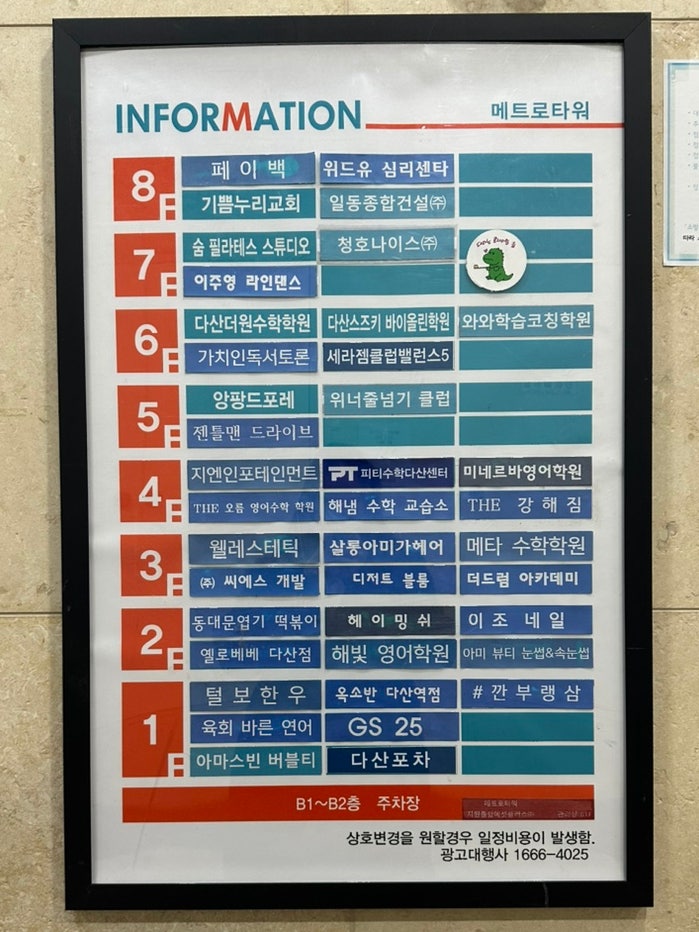 INFORMATION 메트로타워
8F
페이백 위드유 심리센타
기쁨누리교회 일동종합건설㈜
7F
숨 필라테스 스튜디오 청호나이스㈜
이주영 라인댄스
6F
다산더원수학학원 다산스즈키 바이올린학원 와와학습코칭학원
가치인독서토론 세라젬클럽밸런스5
5F
앙팡드포레 위너줄넘기 클럽
젠틀맨 드라이브
4F
지엔인포테인먼트 PT 피티수학다산센터 미네르바영어학원
THE 오름 영어수학 학원 해냄 수학 교습소 THE 강해짐
3F
웰레스테틱 살롱아미가헤어 메타 수학학원
㈜ 씨에스 개발 디저트 블룸 더드럼 아카데미
2F
동대문엽기 떡볶이 헤이밍쉬 이조네일
옐로베베 다산점 해빛 영어학원 아미 뷰티 눈썹&속눈썹
1F
털보한우 옥소반 다산역점 #깐부랭삼
육회 바른 연어 GS 25
아마스빈 버블티 다산포차
B1~B2층 주차장
메트로타워
상호변경을 원할경우 일정비용이 발생함.
광고대행사 1666-4025